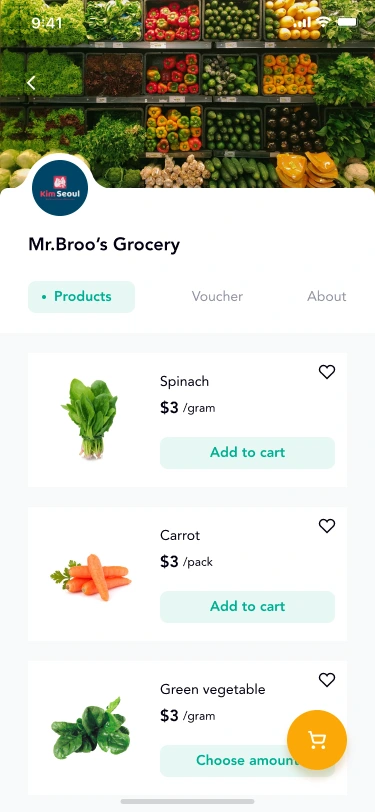 9:41
Kim Seoul
Mr.Broo's Grocery
• Products
Voucher
About
Spinach
$3 /gram
Add to cart
Carrot
$3 /pack
Add to cart
Green vegetable
$3 /gram
Choose amount